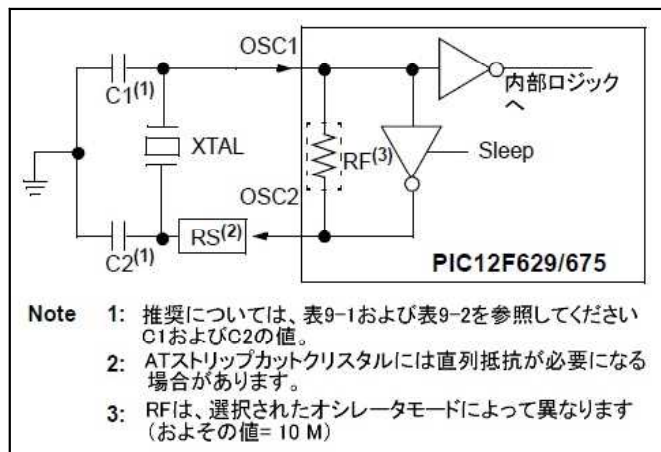 OSC1
C1(1)
内部ロジック
へ
XTAL
RF(3)
Sleep
OSC2
C2(1)
RS(2)
PIC12F629/675
Note 1: 推奨については、表9-1および表9-2を参照してください
C1およびC2の値。
2: ATストリップカットクリスタルには直列抵抗が必要になる
場合があります。
3: RFは、選択されたオシレータモードによって異なります
(およその値= 10 M)